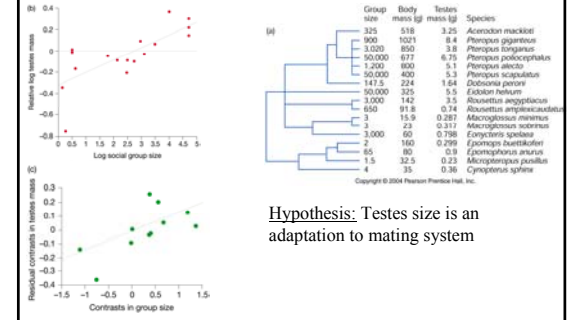 (b)
0.4
0.2
0
−0.2
−0.4
−0.6
−0.8
Relative log testes mass
0 0.5 1 1.5 2 2.5 3 3.5 4 4.5 5
Log social group size
(c)
0.3
0.2
0.1
0
−0.1
−0.2
−0.3
−0.4
Residual contrasts in testes mass
−1.5 −1 −0.5 0 0.5 1 1.5
Contrasts in group size
(a)
Group size Body mass (g) Testes mass (g) Species
325 518 3.25 Acerodon mackloti
900 1021 8.4 Pteropus giganteus
3,020 850 3.8 Pteropus tonganus
50,000 677 6.75 Pteropus poliocephalus
1,200 800 5.1 Pteropus alecto
50,000 400 5.3 Pteropus scapulatus
147.5 224 1.64 Dobsonia peroni
50,000 325 5.5 Eidolon helvum
3,000 142 3.5 Rousettus aegyptiacus
650 91.8 0.74 Rousettus amplexicaudatus
3 15.9 0.287 Macroglossus minimus
3 23 0.317 Macroglossus sobrinus
3,000 60 0.798 Eonycteris spelaea
2 160 0.299 Epomops buettikoferi
65 80 0.9 Epomophorus anurus
1.5 32.5 0.23 Micropteropus pusillus
4 35 0.36 Cynopterus sphinx
Copyright © 2004 Pearson Prentice Hall, Inc.
Hypothesis: Testes size is an
adaptation to mating system